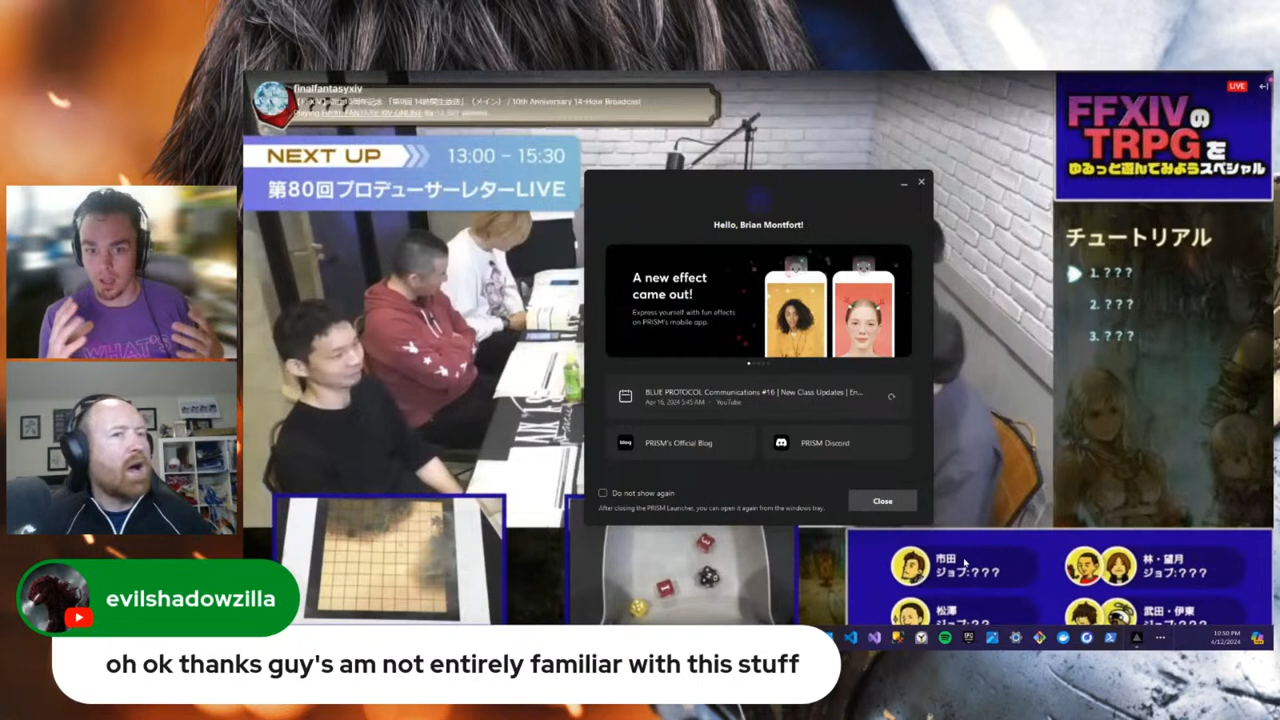 finalfantasyxiv
/ 10th Anniversary 14-Hour Broadcast
NEXT UP
13:00 – 15:30
第80回プロデューサーレターLIVE
LIVE
FFXIVの
TRPGを
ゆるっと遊んでみようスペシャル
チュートリアル
1. ???
2. ???
3. ???
Hello, Brian Montfort!
A new effect
came out!
Express yourself with fun effects
on PRISM's mobile app.
BLUE PROTOCOL Communications #16 | New Class Updates | En...
Apr 16, 2024 5:45 AM · YouTube
blog
PRISM's Official Blog
PRISM Discord
Do not show again
After closing the PRISM Launcher, you can open it again from the windows tray.
Close
WHAT'S
市田
ジョブ:???
林・望月
ジョブ:???
松澤
武田・伊東
10:50 PM
4/12/2024
evilshadowzilla
oh ok thanks guy's am not entirely familiar with this stuff